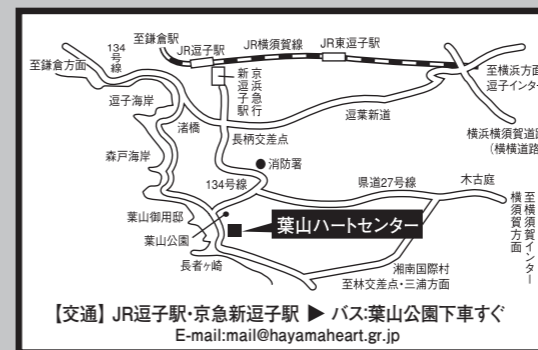 至鎌倉駅
134号線
JR逗子駅
JR横須賀線
JR東逗子駅
至鎌倉方面
京浜急行
新逗子駅
至横浜方面
逗子インター
逗子海岸
渚橋
逗葉新道
長柄交差点
横浜横須賀道路
(横横道路)
森戸海岸
消防署
134号線
県道27号線
木古庭
至横須賀インター
横須賀方面
葉山御用邸
葉山公園
葉山ハートセンター
長者ヶ崎
湘南国際村
至林交差点・三浦方面
【交通】JR逗子駅・京急新逗子駅 ▶ バス:葉山公園下車すぐ
E-mail:mail@hayamaheart.gr.jp